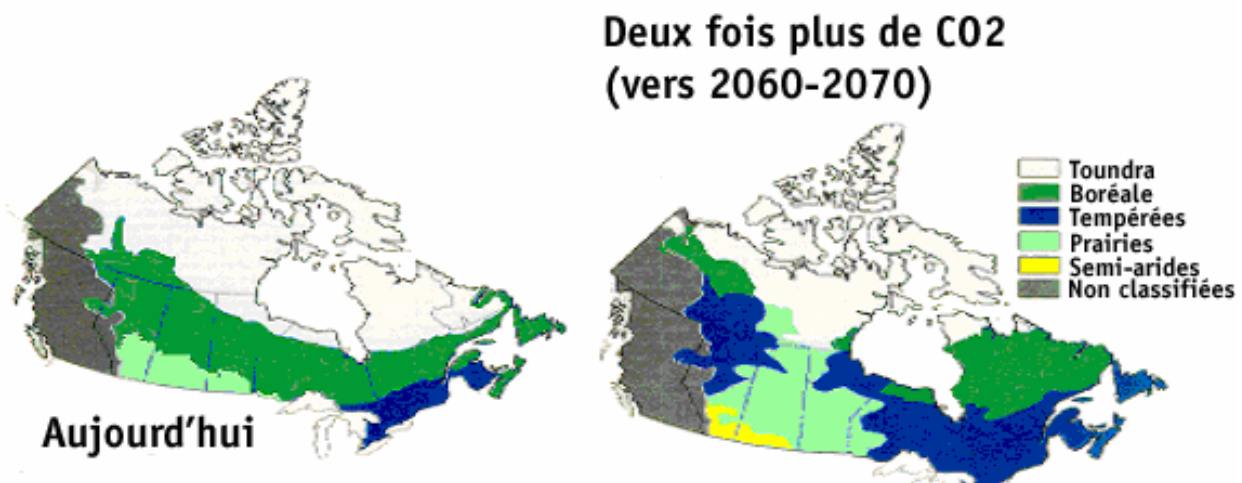 Deux fois plus de CO2
(vers 2060-2070)
Toundra
Boréale
Tempérées
Prairies
Semi-arides
Non classifiées
Aujourd'hui